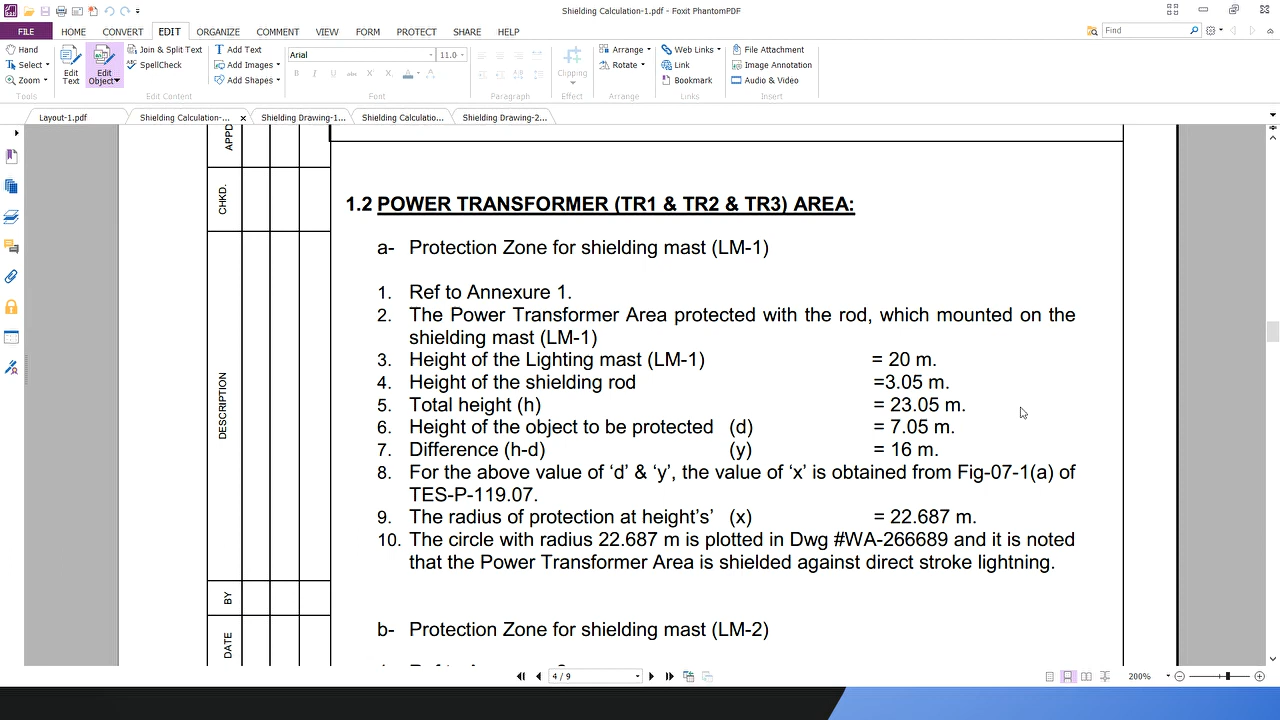 Shielding Calculation-1.pdf - Foxit PhantomPDF
FILE HOME CONVERT EDIT ORGANIZE COMMENT VIEW FORM PROTECT SHARE HELP
Find
Hand
Select
Zoom
Tools
Edit Text
Edit Object
Join & Split Text
SpellCheck
Edit Content
Add Text
Add Images
Add Shapes
Arial 11.0
B I U abc X X A
Font
Paragraph
Clipping
Effect
Arrange
Rotate
Arrange
Web Links
Link
Bookmark
Links
File Attachment
Image Annotation
Audio & Video
Insert
Layout-1.pdf Shielding Calculation-... Shielding Drawing-1... Shielding Calculatio... Shielding Drawing-2...
APPD
CHKD.
DESCRIPTION
BY
DATE
1.2 POWER TRANSFORMER (TR1 & TR2 & TR3) AREA:
a- Protection Zone for shielding mast (LM-1)
1. Ref to Annexure 1.
2. The Power Transformer Area protected with the rod, which mounted on the
shielding mast (LM-1)
3. Height of the Lighting mast (LM-1) = 20 m.
4. Height of the shielding rod =3.05 m.
5. Total height (h) = 23.05 m.
6. Height of the object to be protected (d) = 7.05 m.
7. Difference (h-d) (y) = 16 m.
8. For the above value of ‘d’ & ‘y’, the value of ‘x’ is obtained from Fig-07-1(a) of
TES-P-119.07.
9. The radius of protection at height’s’ (x) = 22.687 m.
10. The circle with radius 22.687 m is plotted in Dwg #WA-266689 and it is noted
that the Power Transformer Area is shielded against direct stroke lightning.
b- Protection Zone for shielding mast (LM-2)
4 / 9
200%